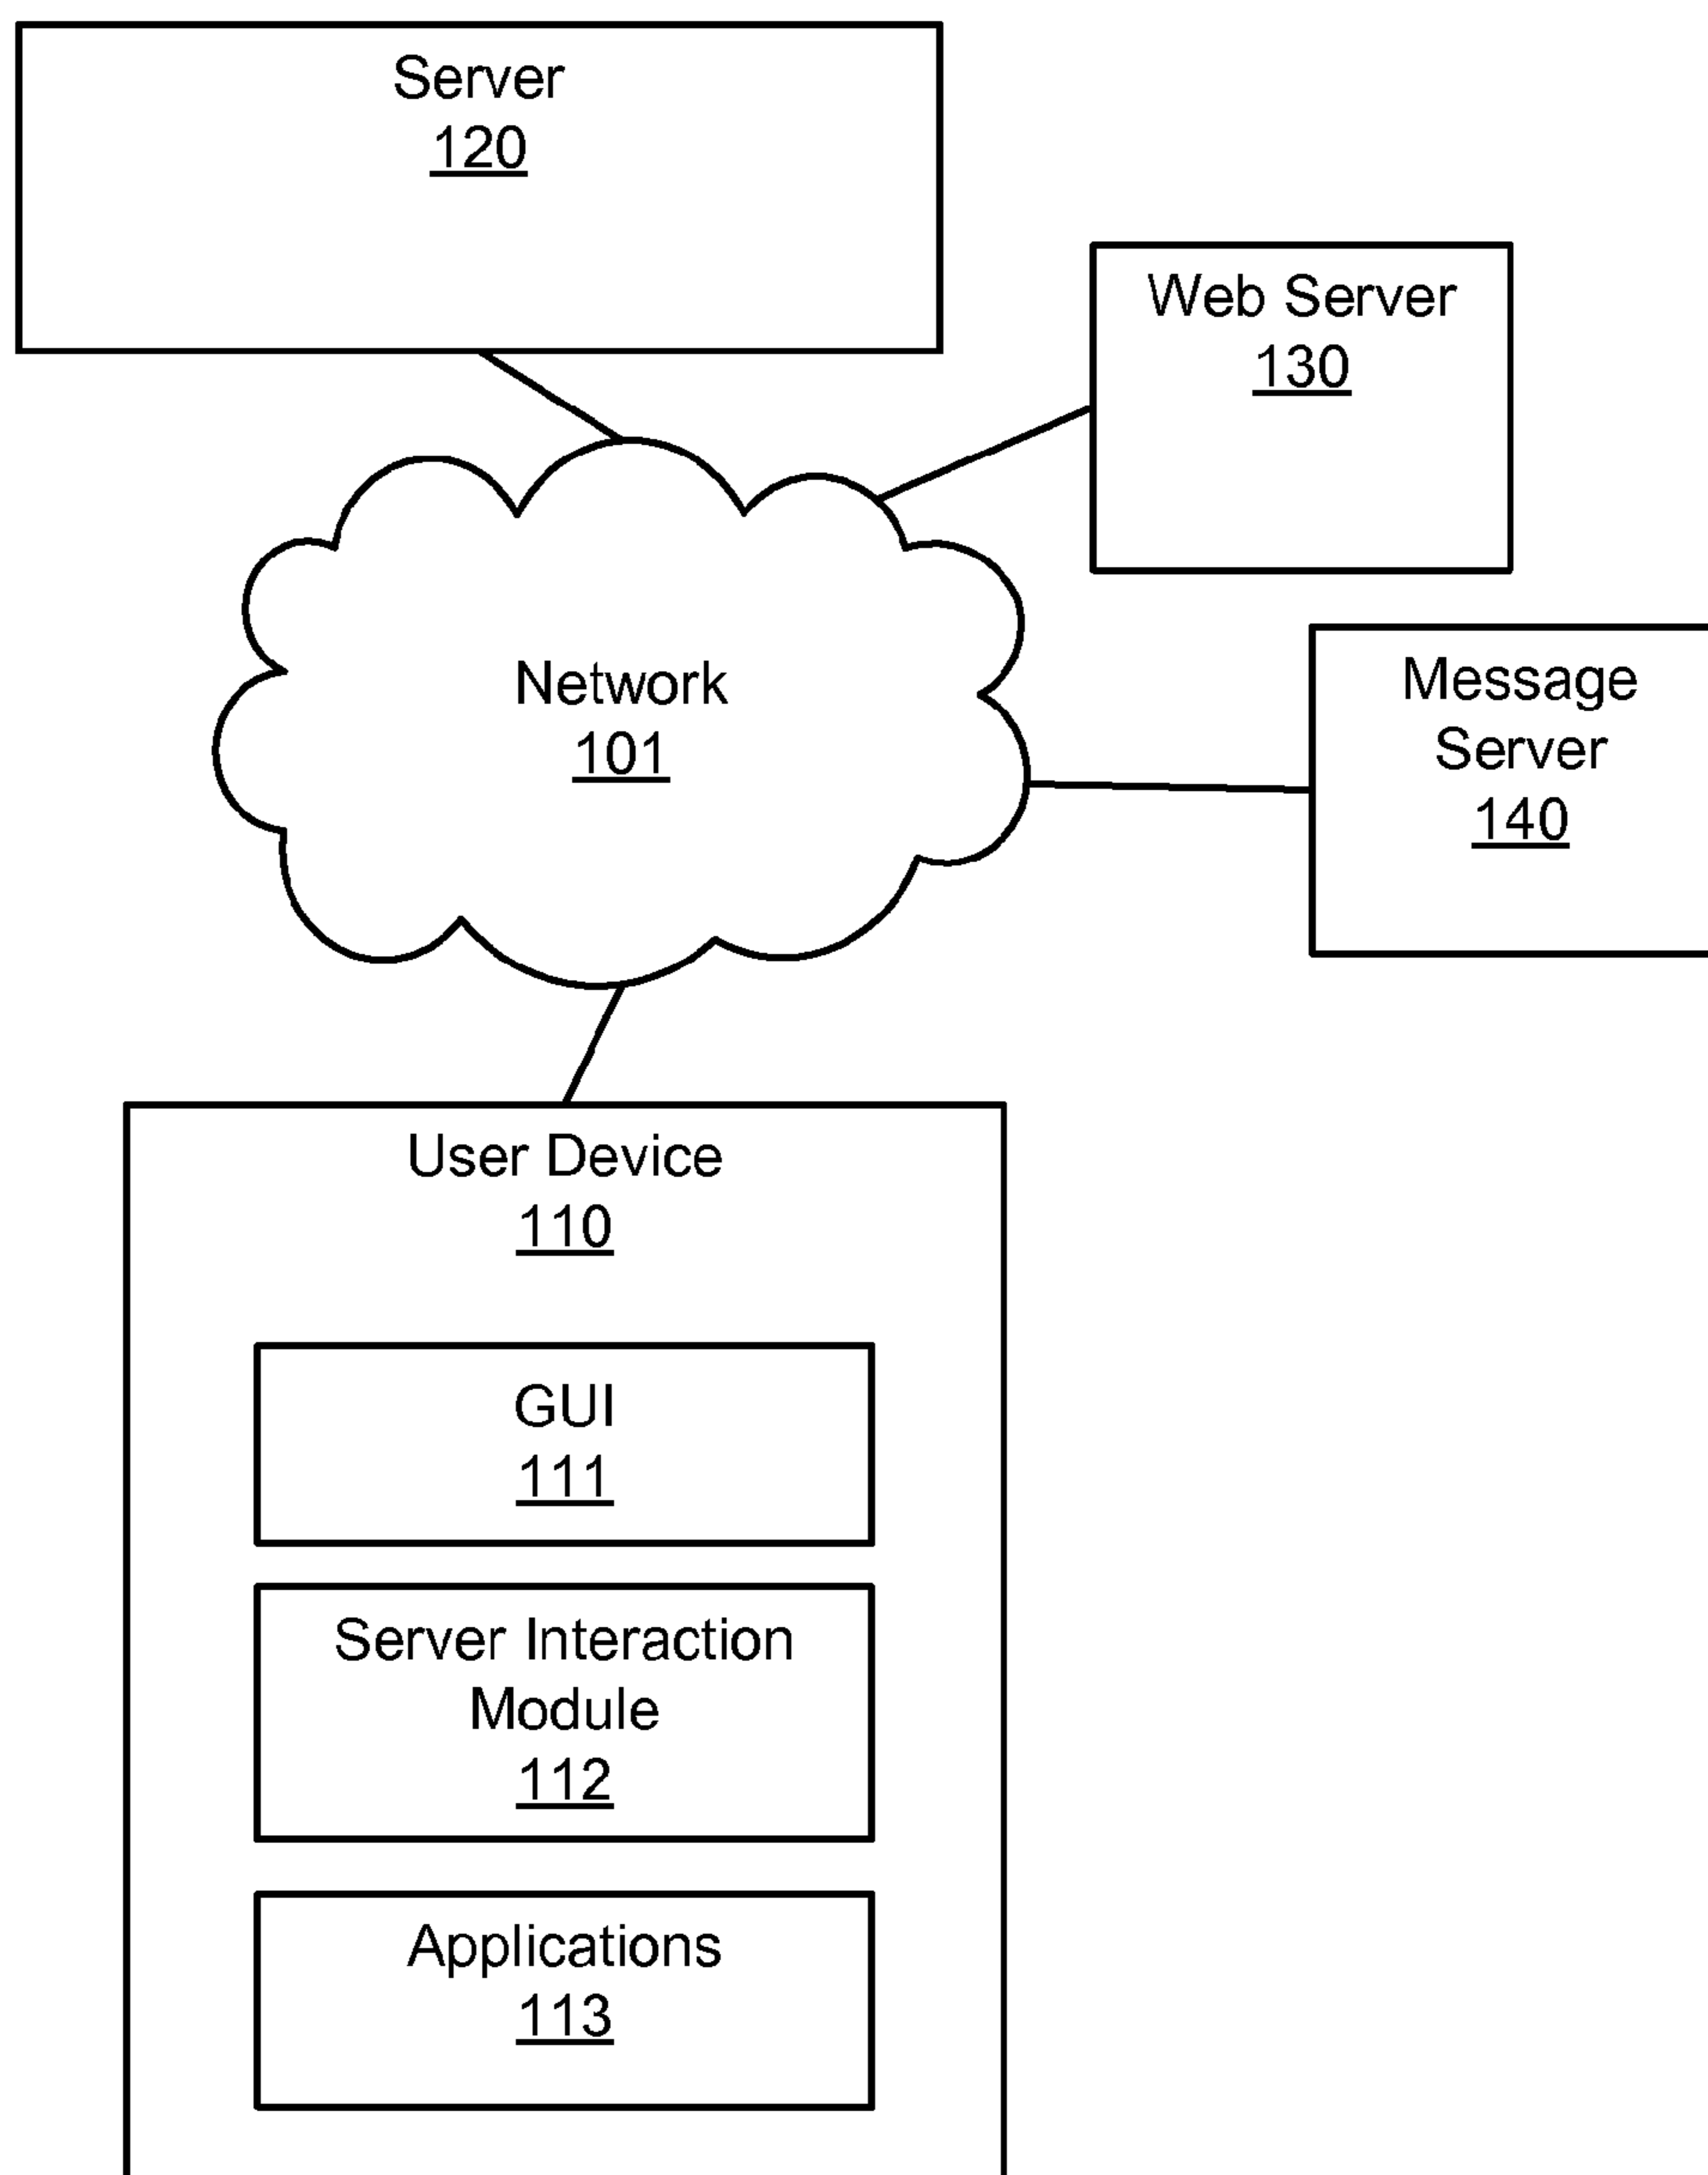 Server
120
Web Server
130
Network
101
Message
Server
140
User Device
110
GUI
111
Server Interaction
Module
112
Applications
113